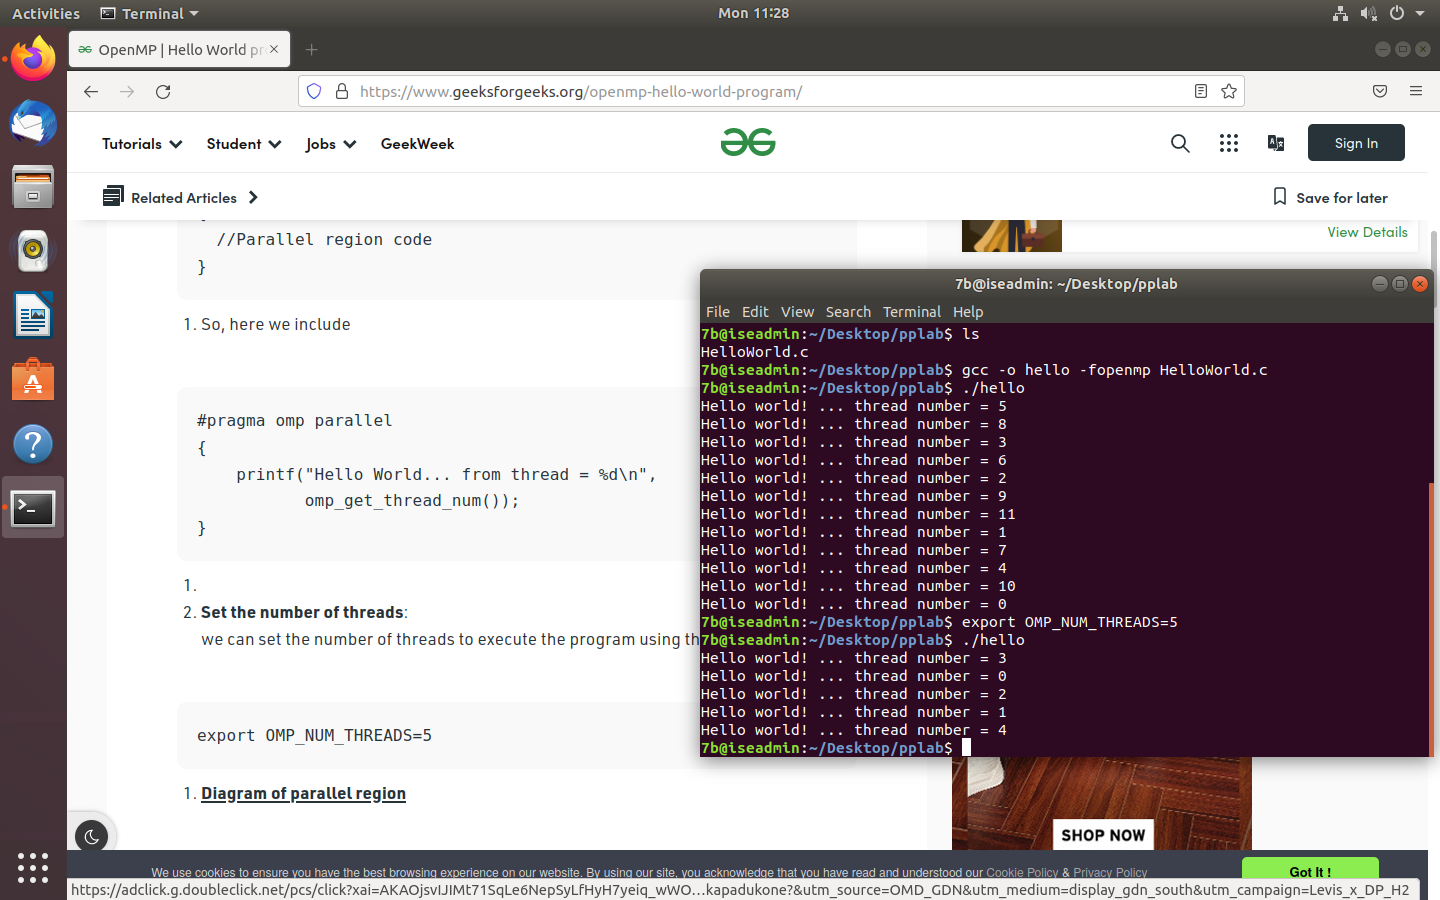 Activities
Terminal
Mon 11:28
OpenMP | Hello World pr
https://www.geeksforgeeks.org/openmp-hello-world-program/
Tutorials
Student
Jobs
GeekWeek
Sign In
Related Articles
Save for later
//Parallel region code
}
View Details
1. So, here we include
#pragma omp parallel
{
printf("Hello World... from thread = %d\n",
omp_get_thread_num());
}
1.
2. Set the number of threads:
we can set the number of threads to execute the program using th
export OMP_NUM_THREADS=5
1. Diagram of parallel region
7b@iseadmin: ~/Desktop/pplab
File Edit View Search Terminal Help
7b@iseadmin:~/Desktop/pplab$ ls
HelloWorld.c
7b@iseadmin:~/Desktop/pplab$ gcc -o hello -fopenmp HelloWorld.c
7b@iseadmin:~/Desktop/pplab$ ./hello
Hello world! ... thread number = 5
Hello world! ... thread number = 8
Hello world! ... thread number = 3
Hello world! ... thread number = 6
Hello world! ... thread number = 2
Hello world! ... thread number = 9
Hello world! ... thread number = 11
Hello world! ... thread number = 1
Hello world! ... thread number = 7
Hello world! ... thread number = 4
Hello world! ... thread number = 10
Hello world! ... thread number = 0
7b@iseadmin:~/Desktop/pplab$ export OMP_NUM_THREADS=5
7b@iseadmin:~/Desktop/pplab$ ./hello
Hello world! ... thread number = 3
Hello world! ... thread number = 0
Hello world! ... thread number = 2
Hello world! ... thread number = 1
Hello world! ... thread number = 4
7b@iseadmin:~/Desktop/pplab$
SHOP NOW
We use cookies to ensure you have the best browsing experience on our website. By using our site, you acknowledge that you have read and understood our Cookie Policy & Privacy Policy
Got It !
https://adclick.g.doubleclick.net/pcs/click?xai=AKAOjsvIJIMt71SqLe6NepSyLfHyH7yeiq_wWO…kapadukone?&utm_source=OMD_GDN&utm_medium=display_gdn_south&utm_campaign=Levis_x_DP_H2